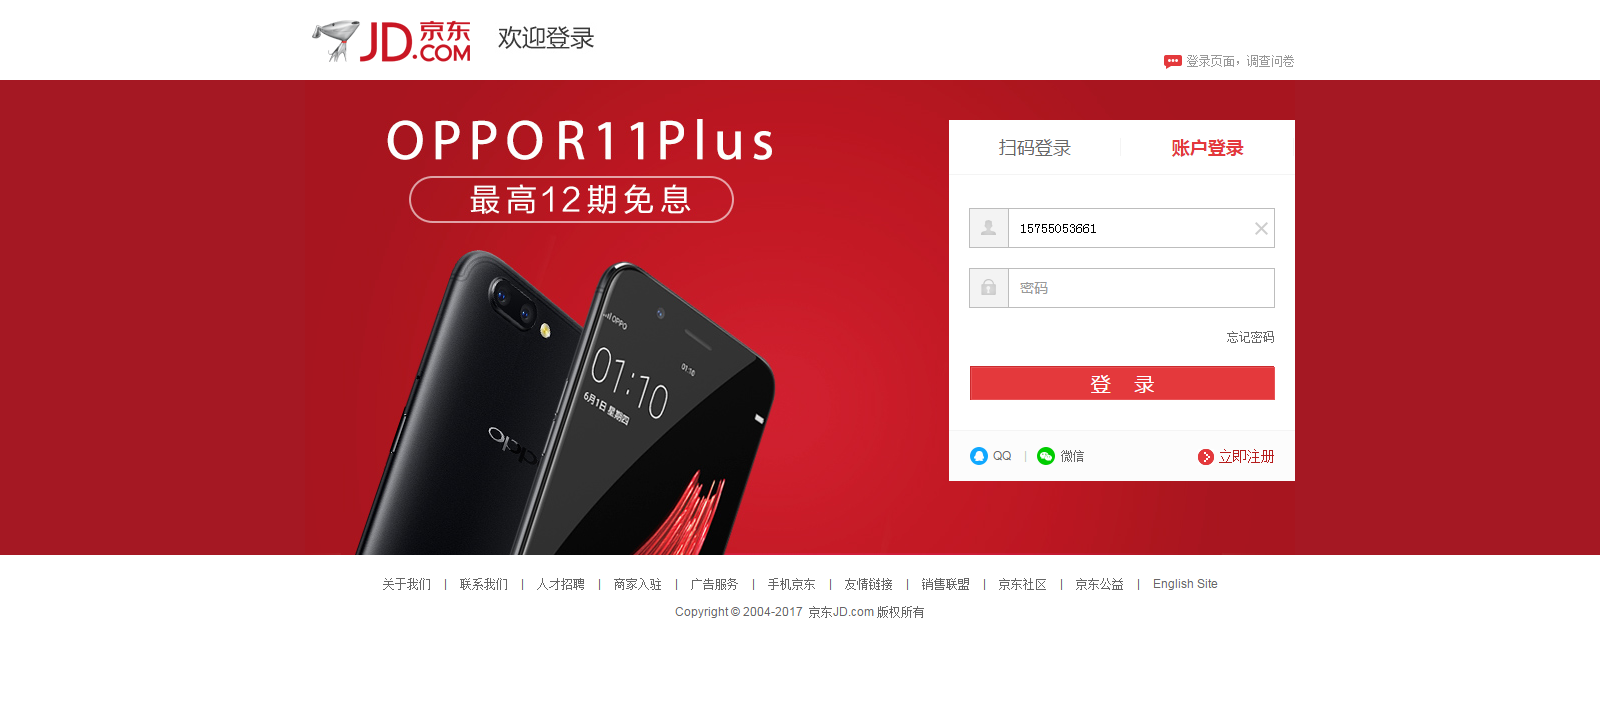 JD.COM 京东
欢迎登录
登录页面，调查问卷
OPPOR11Plus
最高12期免息
OPPO
01:10
01:10
6月1日 星期四
oppo
扫码登录
账户登录
15755053661
密码
忘记密码
登 录
QQ | 微信
立即注册
关于我们 | 联系我们 | 人才招聘 | 商家入驻 | 广告服务 | 手机京东 | 友情链接 | 销售联盟 | 京东社区 | 京东公益 | English Site
Copyright © 2004-2017 京东JD.com 版权所有